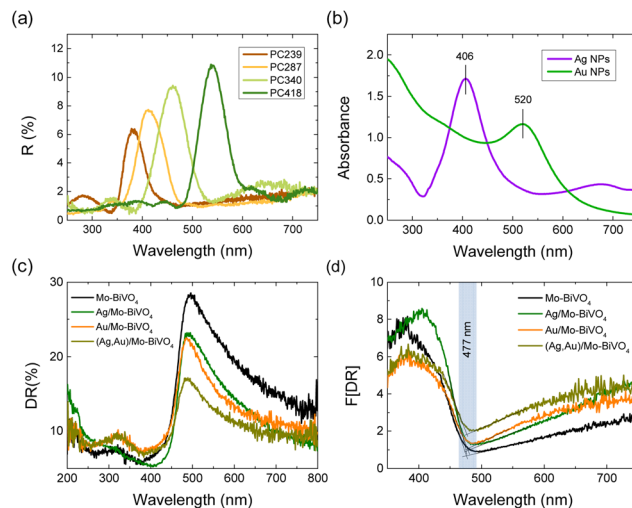 (a)
PC239
PC287
PC340
PC418
10
8
6
4
2
0
R (%)
300 400 500 600 700
Wavelength (nm)
(b)
406
520
Ag NPs
Au NPs
2.0
1.5
1.0
0.5
0.0
Absorbance
300 400 500 600 700
Wavelength (nm)
(c)
Mo-BiVO₄
Ag/Mo-BiVO₄
Au/Mo-BiVO₄
(Ag,Au)/Mo-BiVO₄
30
20
10
DR(%)
200 300 400 500 600 700 800
Wavelength (nm)
(d)
477 nm
Mo-BiVO₄
Ag/Mo-BiVO₄
Au/Mo-BiVO₄
(Ag,Au)/Mo-BiVO₄
10
8
6
4
2
0
F[DR]
400 500 600 700
Wavelength (nm)